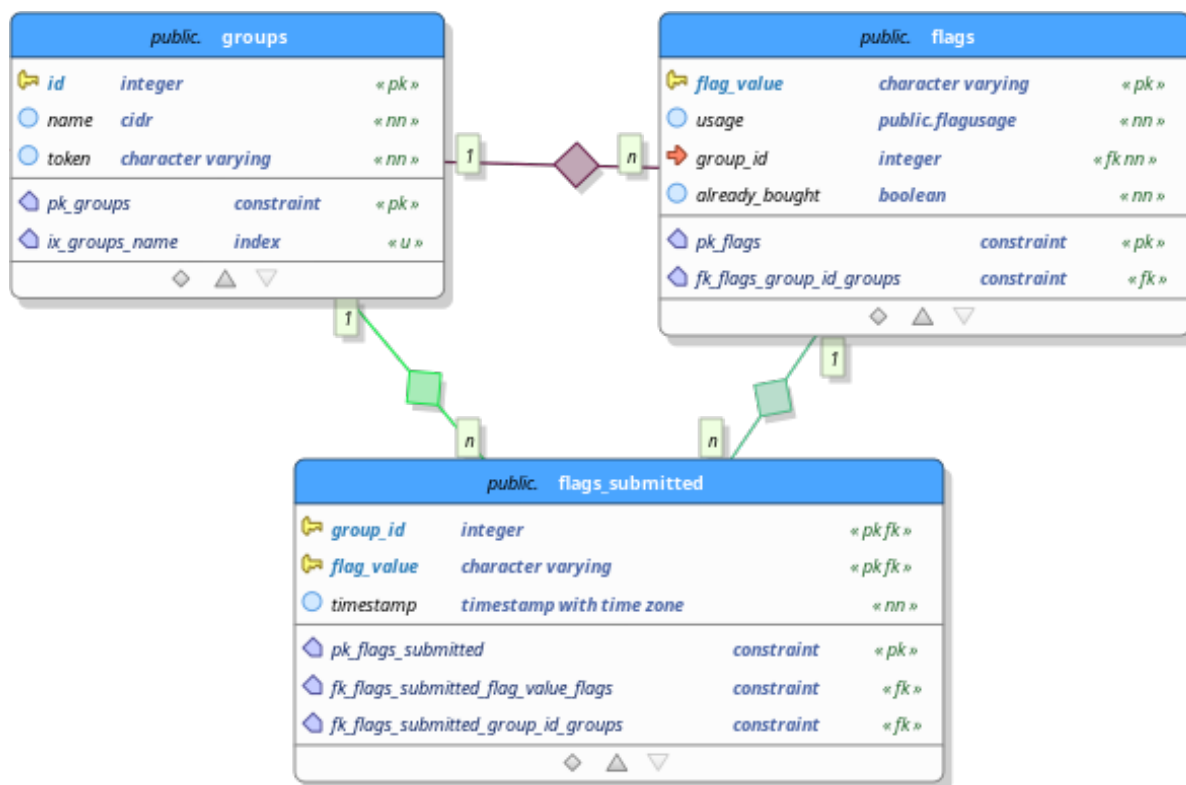 public. groups
id integer « pk »
name cidr « nn »
token character varying « nn »
pk_groups constraint « pk »
ix_groups_name index « u »
public. flags
flag_value character varying « pk »
usage public.flagusage « nn »
group_id integer « fk nn »
already_bought boolean « nn »
pk_flags constraint « pk »
fk_flags_group_id_groups constraint « fk »
1
n
1
1
n
n
public. flags_submitted
group_id integer « pk fk »
flag_value character varying « pk fk »
timestamp timestamp with time zone « nn »
pk_flags_submitted constraint « pk »
fk_flags_submitted_flag_value_flags constraint « fk »
fk_flags_submitted_group_id_groups constraint « fk »